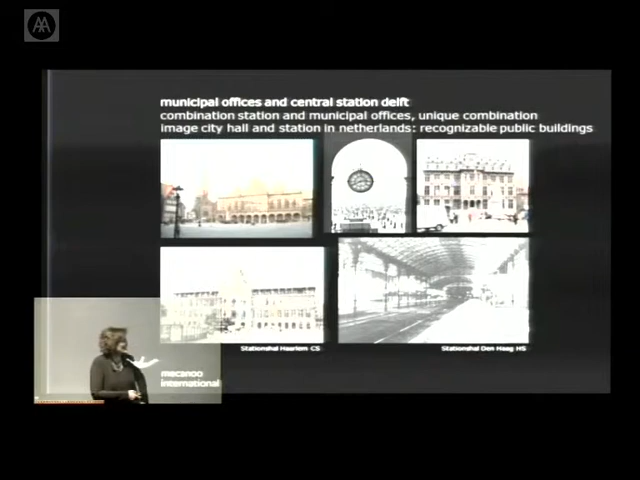 AA
municipal offices and central station delft
combination station and municipal offices, unique combination
image city hall and station in netherlands: recognizable public buildings
Stationshal Haarlem CS
Stationshal Den Haag HS
mecanoo
international